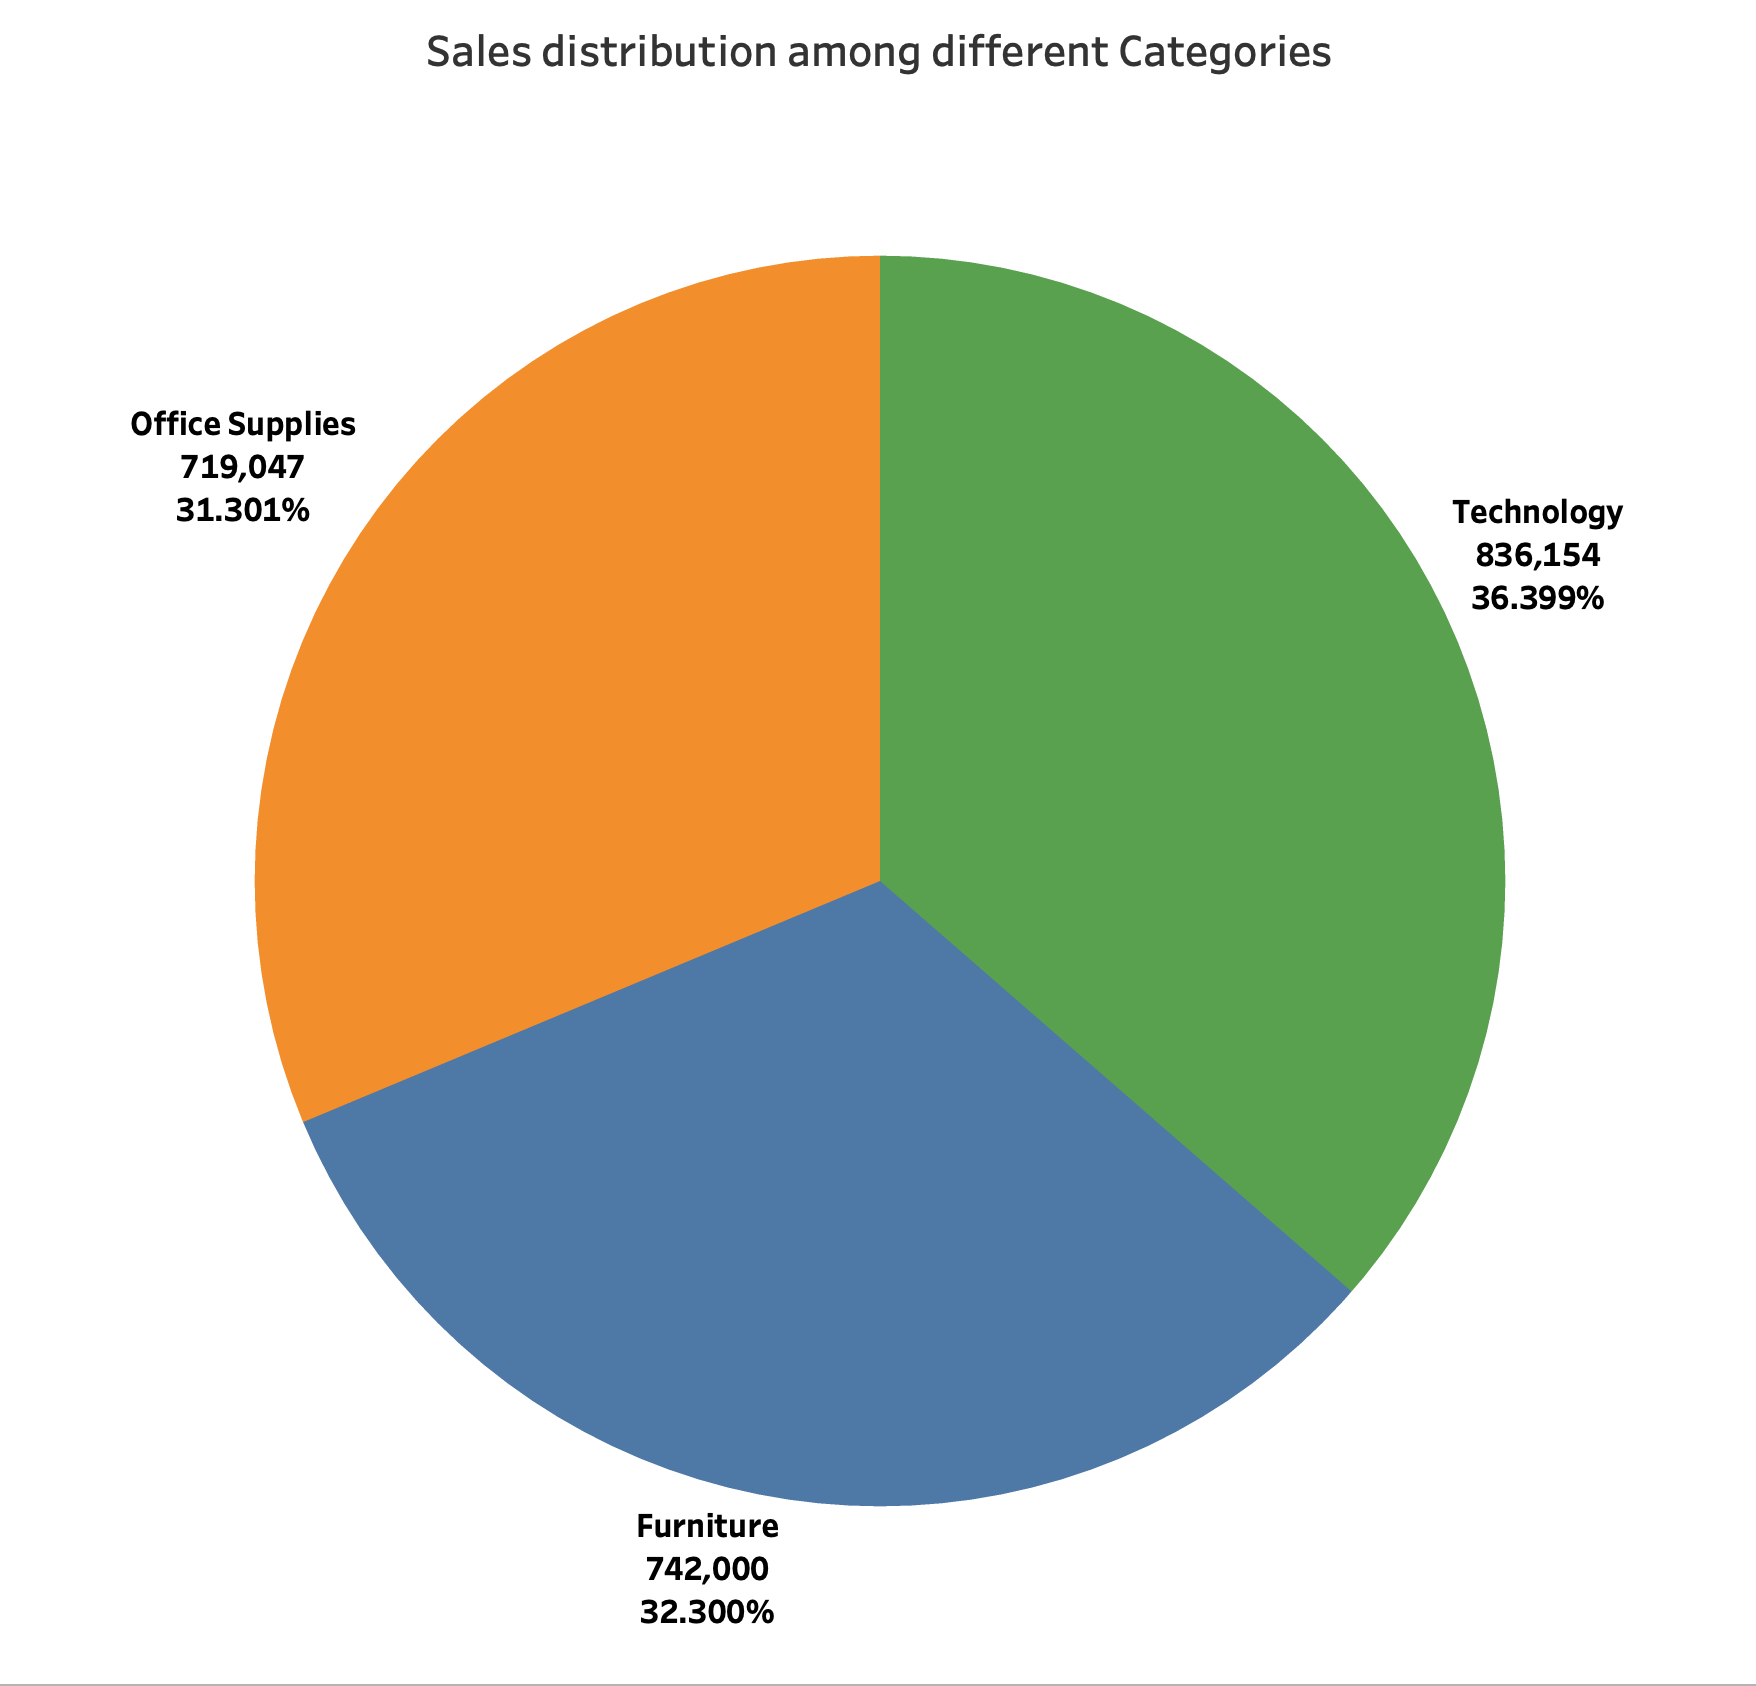 Sales distribution among different Categories
Office Supplies
719,047
31.301%
Technology
836,154
36.399%
Furniture
742,000
32.300%